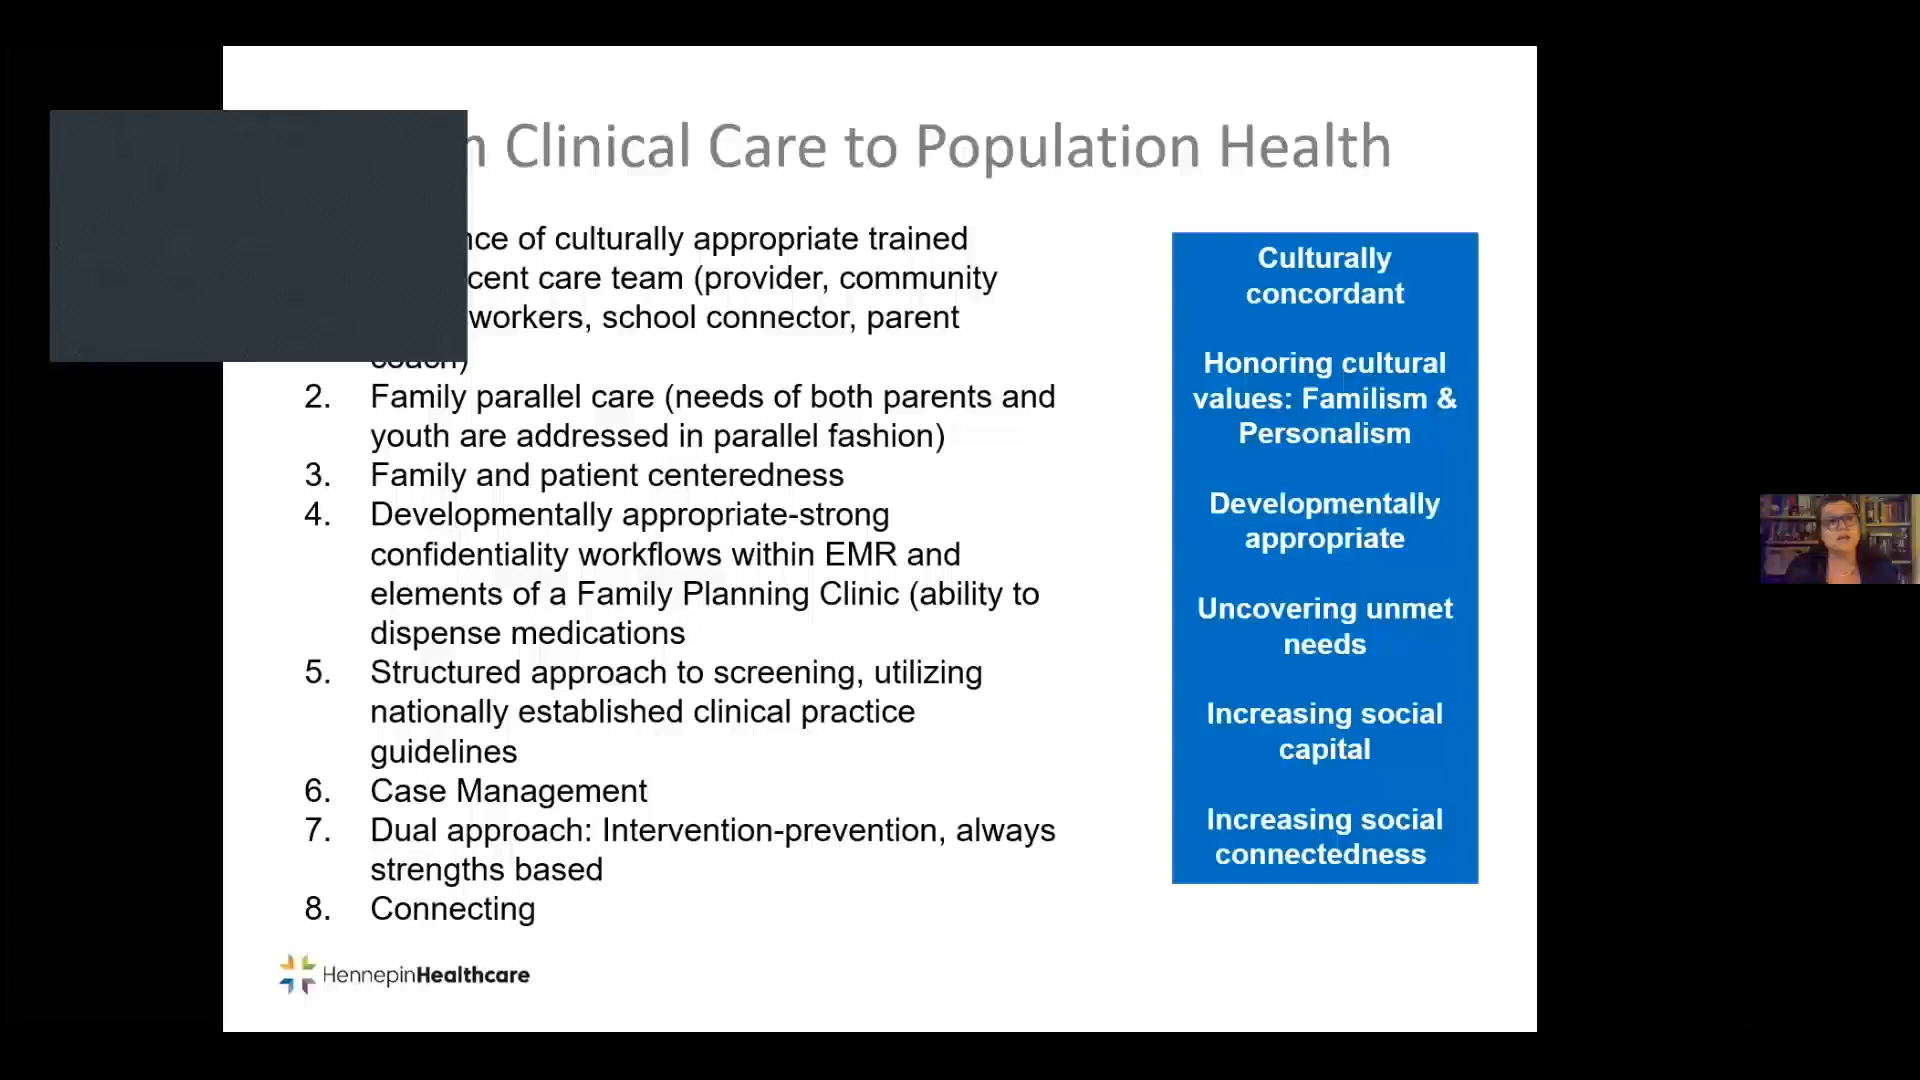 Clinical Care to Population Health
of culturally appropriate trained
care team (provider, community
workers, school connector, parent
coach)
2. Family parallel care (needs of both parents and
youth are addressed in parallel fashion)
3. Family and patient centeredness
4. Developmentally appropriate-strong
confidentiality workflows within EMR and
elements of a Family Planning Clinic (ability to
dispense medications
5. Structured approach to screening, utilizing
nationally established clinical practice
guidelines
6. Case Management
7. Dual approach: Intervention-prevention, always
strengths based
8. Connecting
Culturally
concordant
Honoring cultural
values: Familism &
Personalism
Developmentally
appropriate
Uncovering unmet
needs
Increasing social
capital
Increasing social
connectedness
HennepinHealthcare